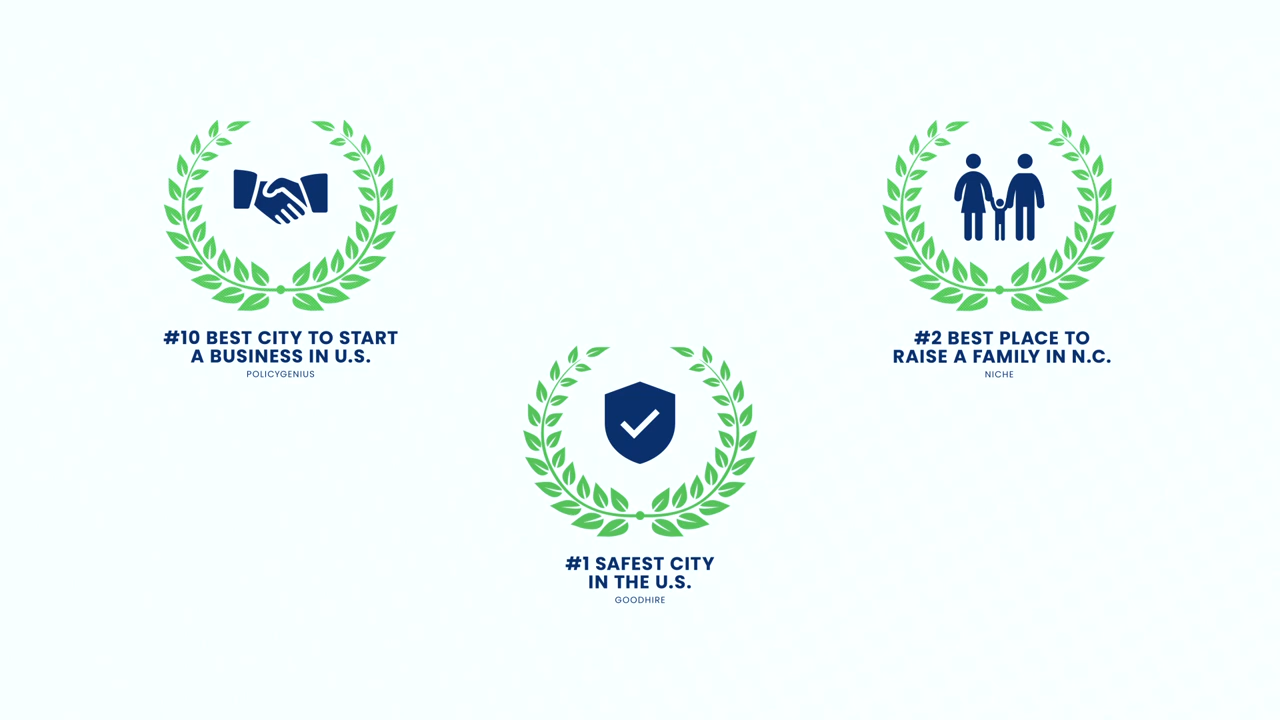 #10 BEST CITY TO START
A BUSINESS IN U.S.
POLICYGENIUS
#2 BEST PLACE TO
RAISE A FAMILY IN N.C.
NICHE
#1 SAFEST CITY
IN THE U.S.
GOODHIRE